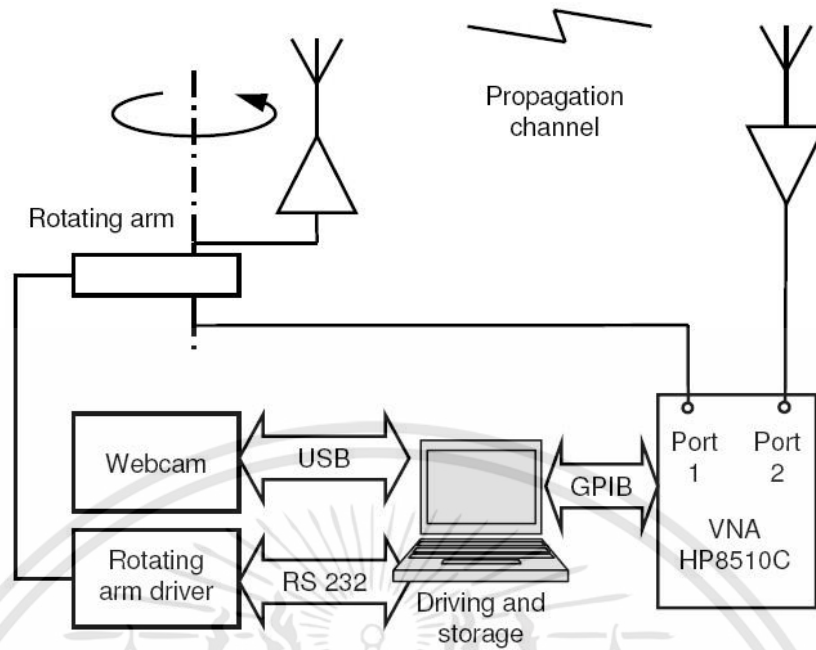 Propagation
channel
Rotating arm
Webcam
USB
GPIB
Port
1
Port
2
VNA
HP8510C
Rotating
arm driver
RS 232
Driving and
storage